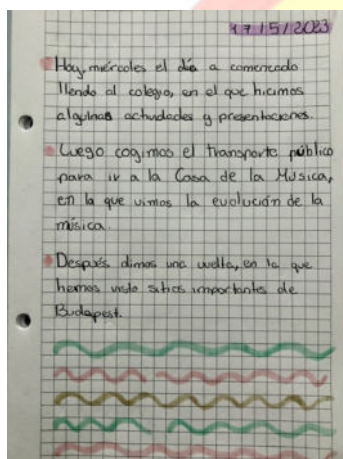 17/5/2023
Hoy, miércoles el día a comenzado
llendo al colegyo, en el que hicimos
algunas actividades y presentaciones.
Luego cogimos el transporte público
para ir a la Casa de la Música,
en la que vimos la evolución de la
música.
Después dimos una vuelta, en la que
hemos visto sitios importantes de
Budapest.